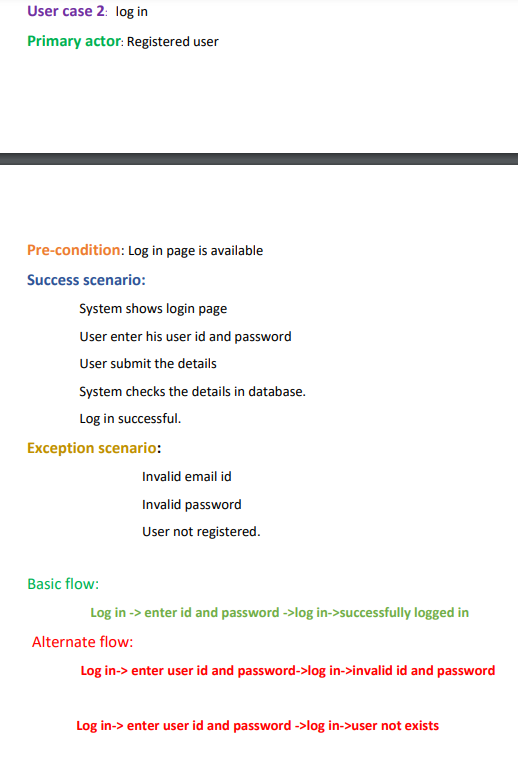 User case 2: log in
Primary actor: Registered user
Pre-condition: Log in page is available
Success scenario:
System shows login page
User enter his user id and password
User submit the details
System checks the details in database.
Log in successful.
Exception scenario:
Invalid email id
Invalid password
User not registered.
Basic flow:
Log in -> enter id and password ->log in->successfully logged in
Alternate flow:
Log in-> enter user id and password->log in->invalid id and password
Log in-> enter user id and password ->log in->user not exists